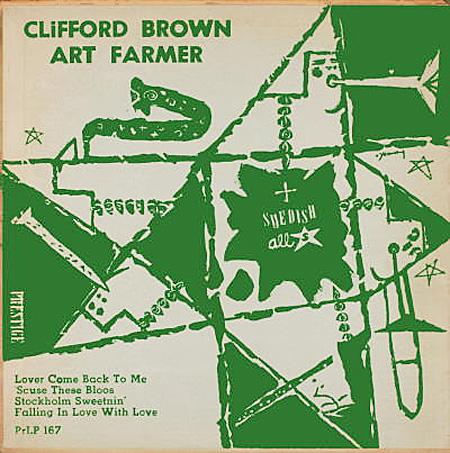 CLiFFORD BROWN
ART FARMER
+
SWEDISH
all ★s
PRESTIGE
Lover Come Back To Me
'Scuse These Bloos
Stockholm Sweetnin'
Falling In Love With Love
PrLP 167